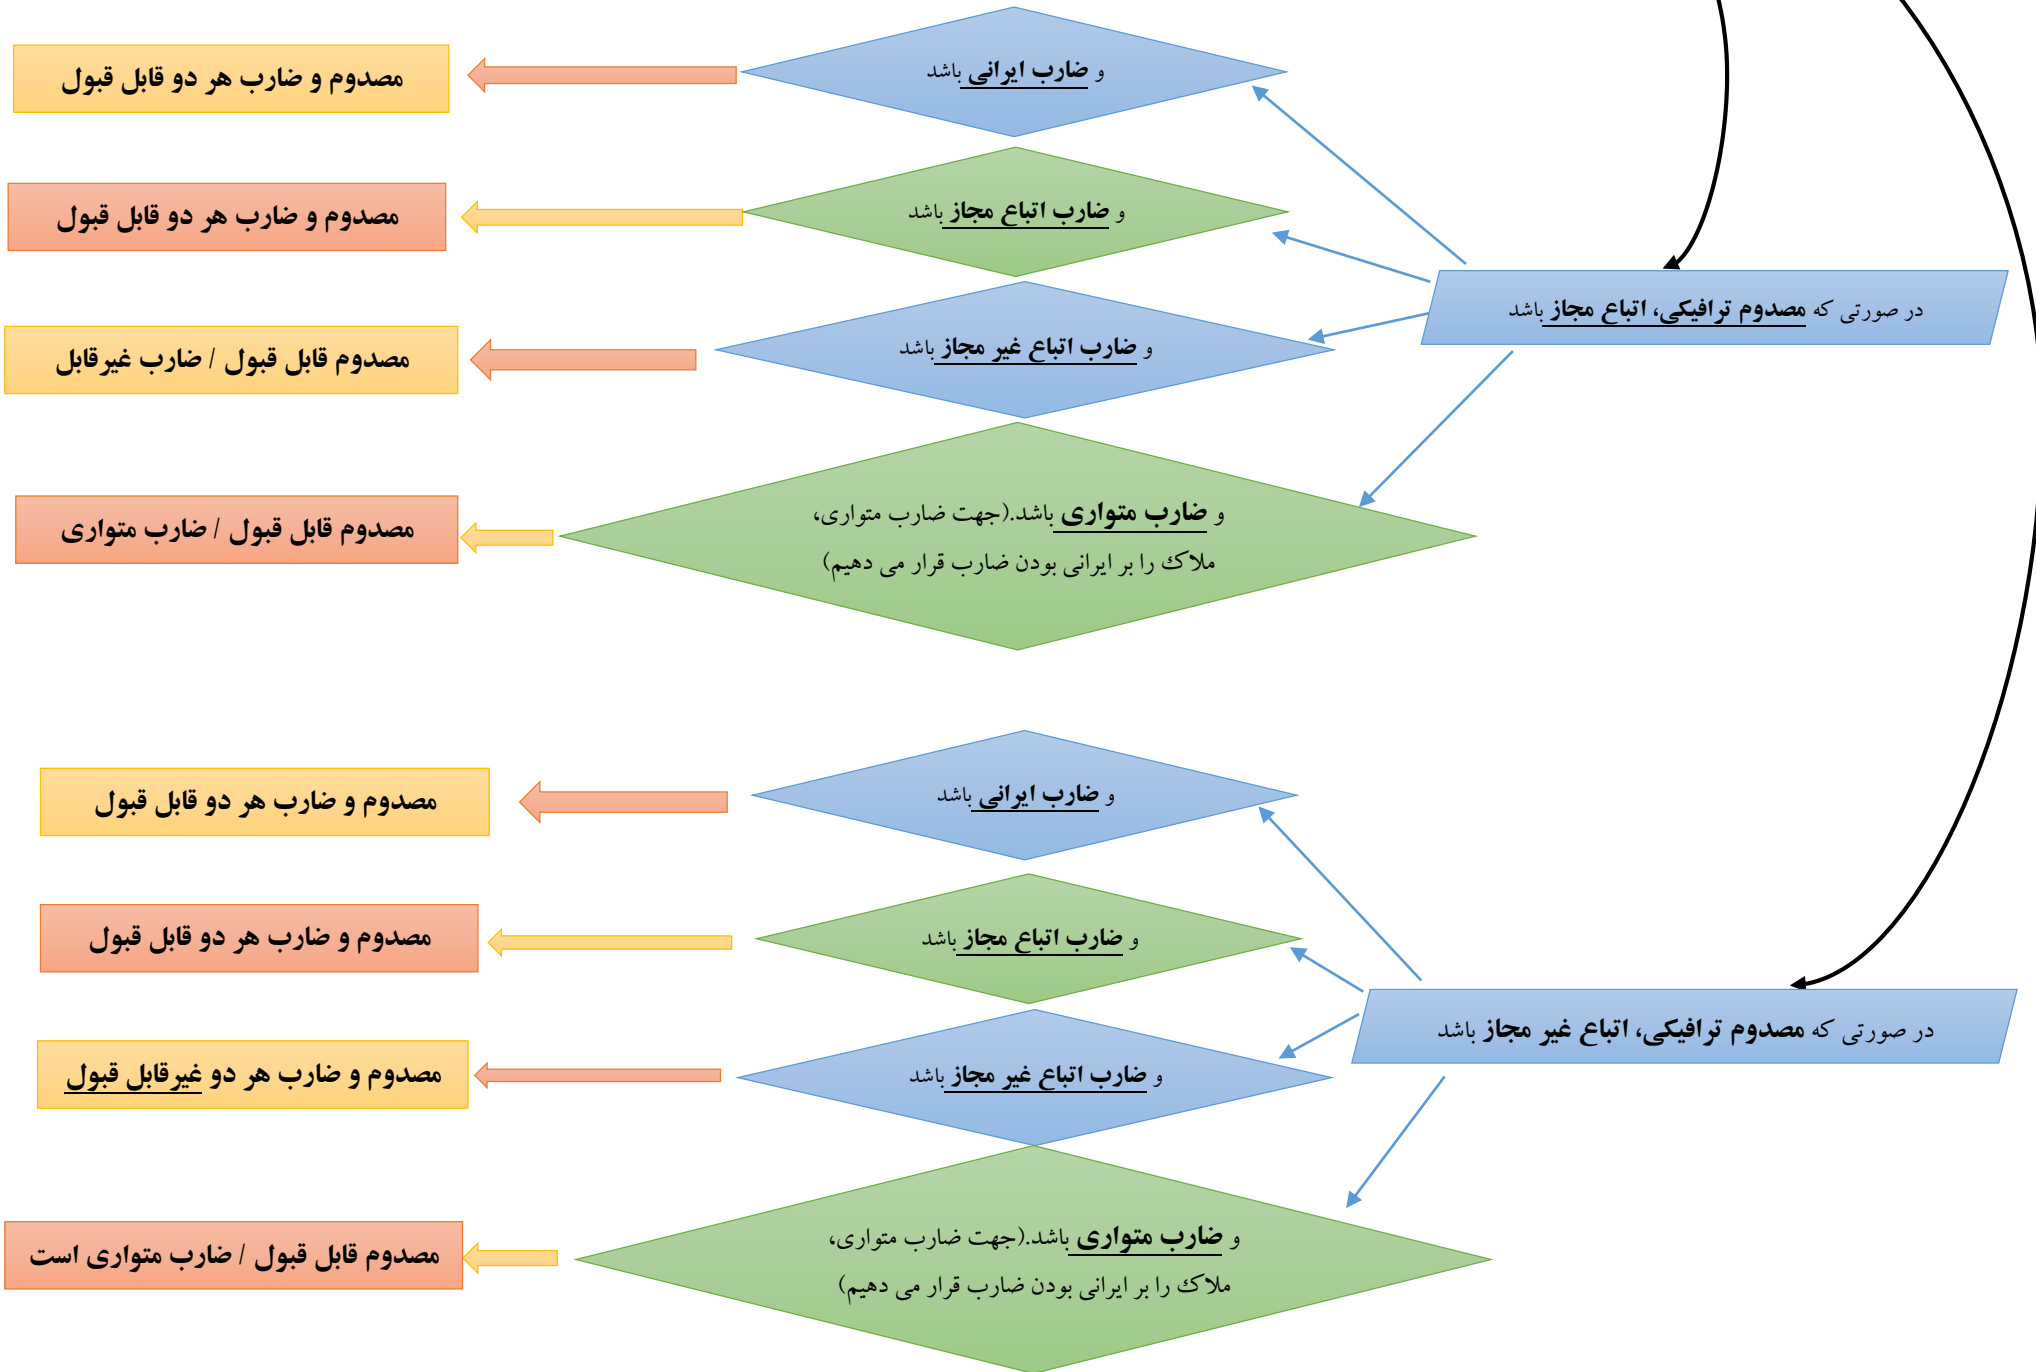 در صورتی که مصدوم ترافیکی، اتباع مجاز باشد
و ضارب ایرانی باشد
مصدوم و ضارب هر دو قابل قبول
و ضارب اتباع مجاز باشد
مصدوم و ضارب هر دو قابل قبول
و ضارب اتباع غیر مجاز باشد
مصدوم قابل قبول / ضارب غیرقابل
و ضارب متواری باشد.(جهت ضارب متواری،
ملاک را بر ایرانی بودن ضارب قرار می دهیم)
مصدوم قابل قبول / ضارب متواری
در صورتی که مصدوم ترافیکی، اتباع غیر مجاز باشد
و ضارب ایرانی باشد
مصدوم و ضارب هر دو قابل قبول
و ضارب اتباع مجاز باشد
مصدوم و ضارب هر دو قابل قبول
و ضارب اتباع غیر مجاز باشد
مصدوم و ضارب هر دو غیرقابل قبول
و ضارب متواری باشد.(جهت ضارب متواری،
ملاک را بر ایرانی بودن ضارب قرار می دهیم)
مصدوم قابل قبول / ضارب متواری است